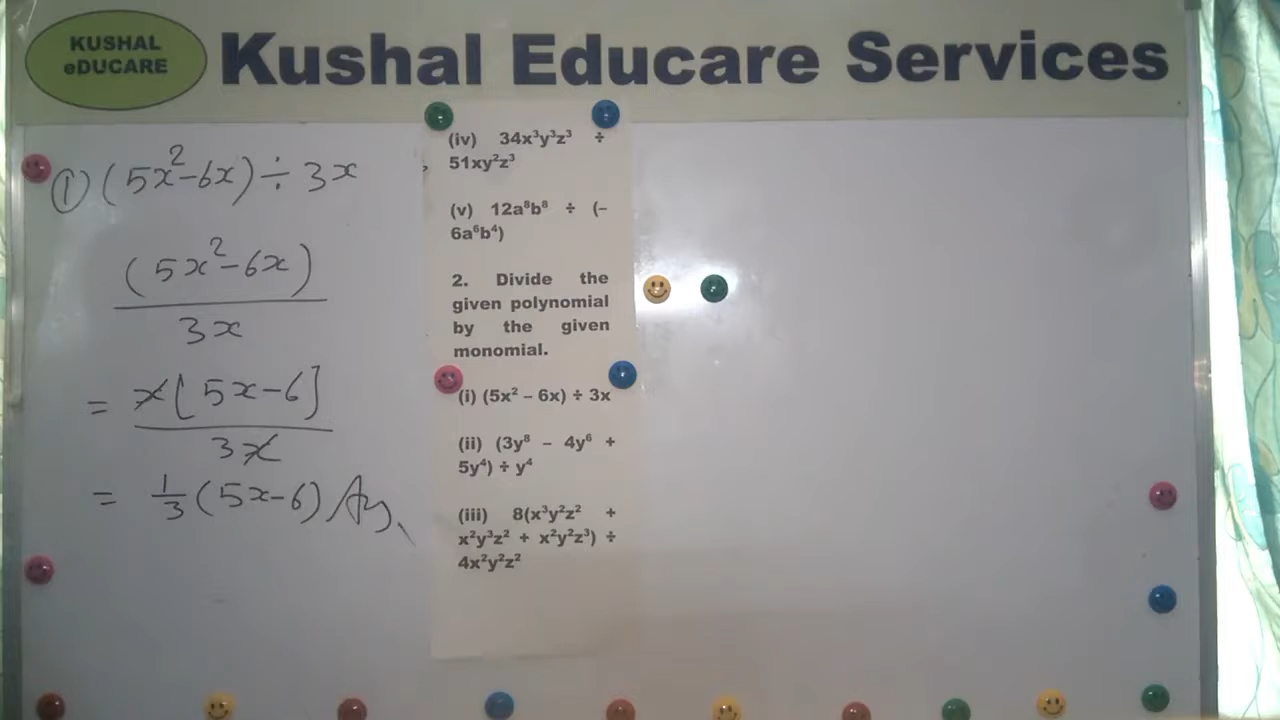 KUSHAL
eDUCARE
Kushal Educare Services
① (5x²-6x) ÷ 3x
(5x²-6x)
3x
= x[5x-6]
3x
= 1/3 (5x-6) Ans
(iv) 34x³y³z³ ÷
51xy²z³
(v) 12a⁸b⁸ ÷ (–
6a⁶b⁴)
2. Divide the
given polynomial
by the given
monomial.
(i) (5x² – 6x) ÷ 3x
(ii) (3y⁸ – 4y⁶ +
5y⁴) ÷ y⁴
(iii) 8(x³y²z² +
x²y³z² + x²y²z³) ÷
4x²y²z²